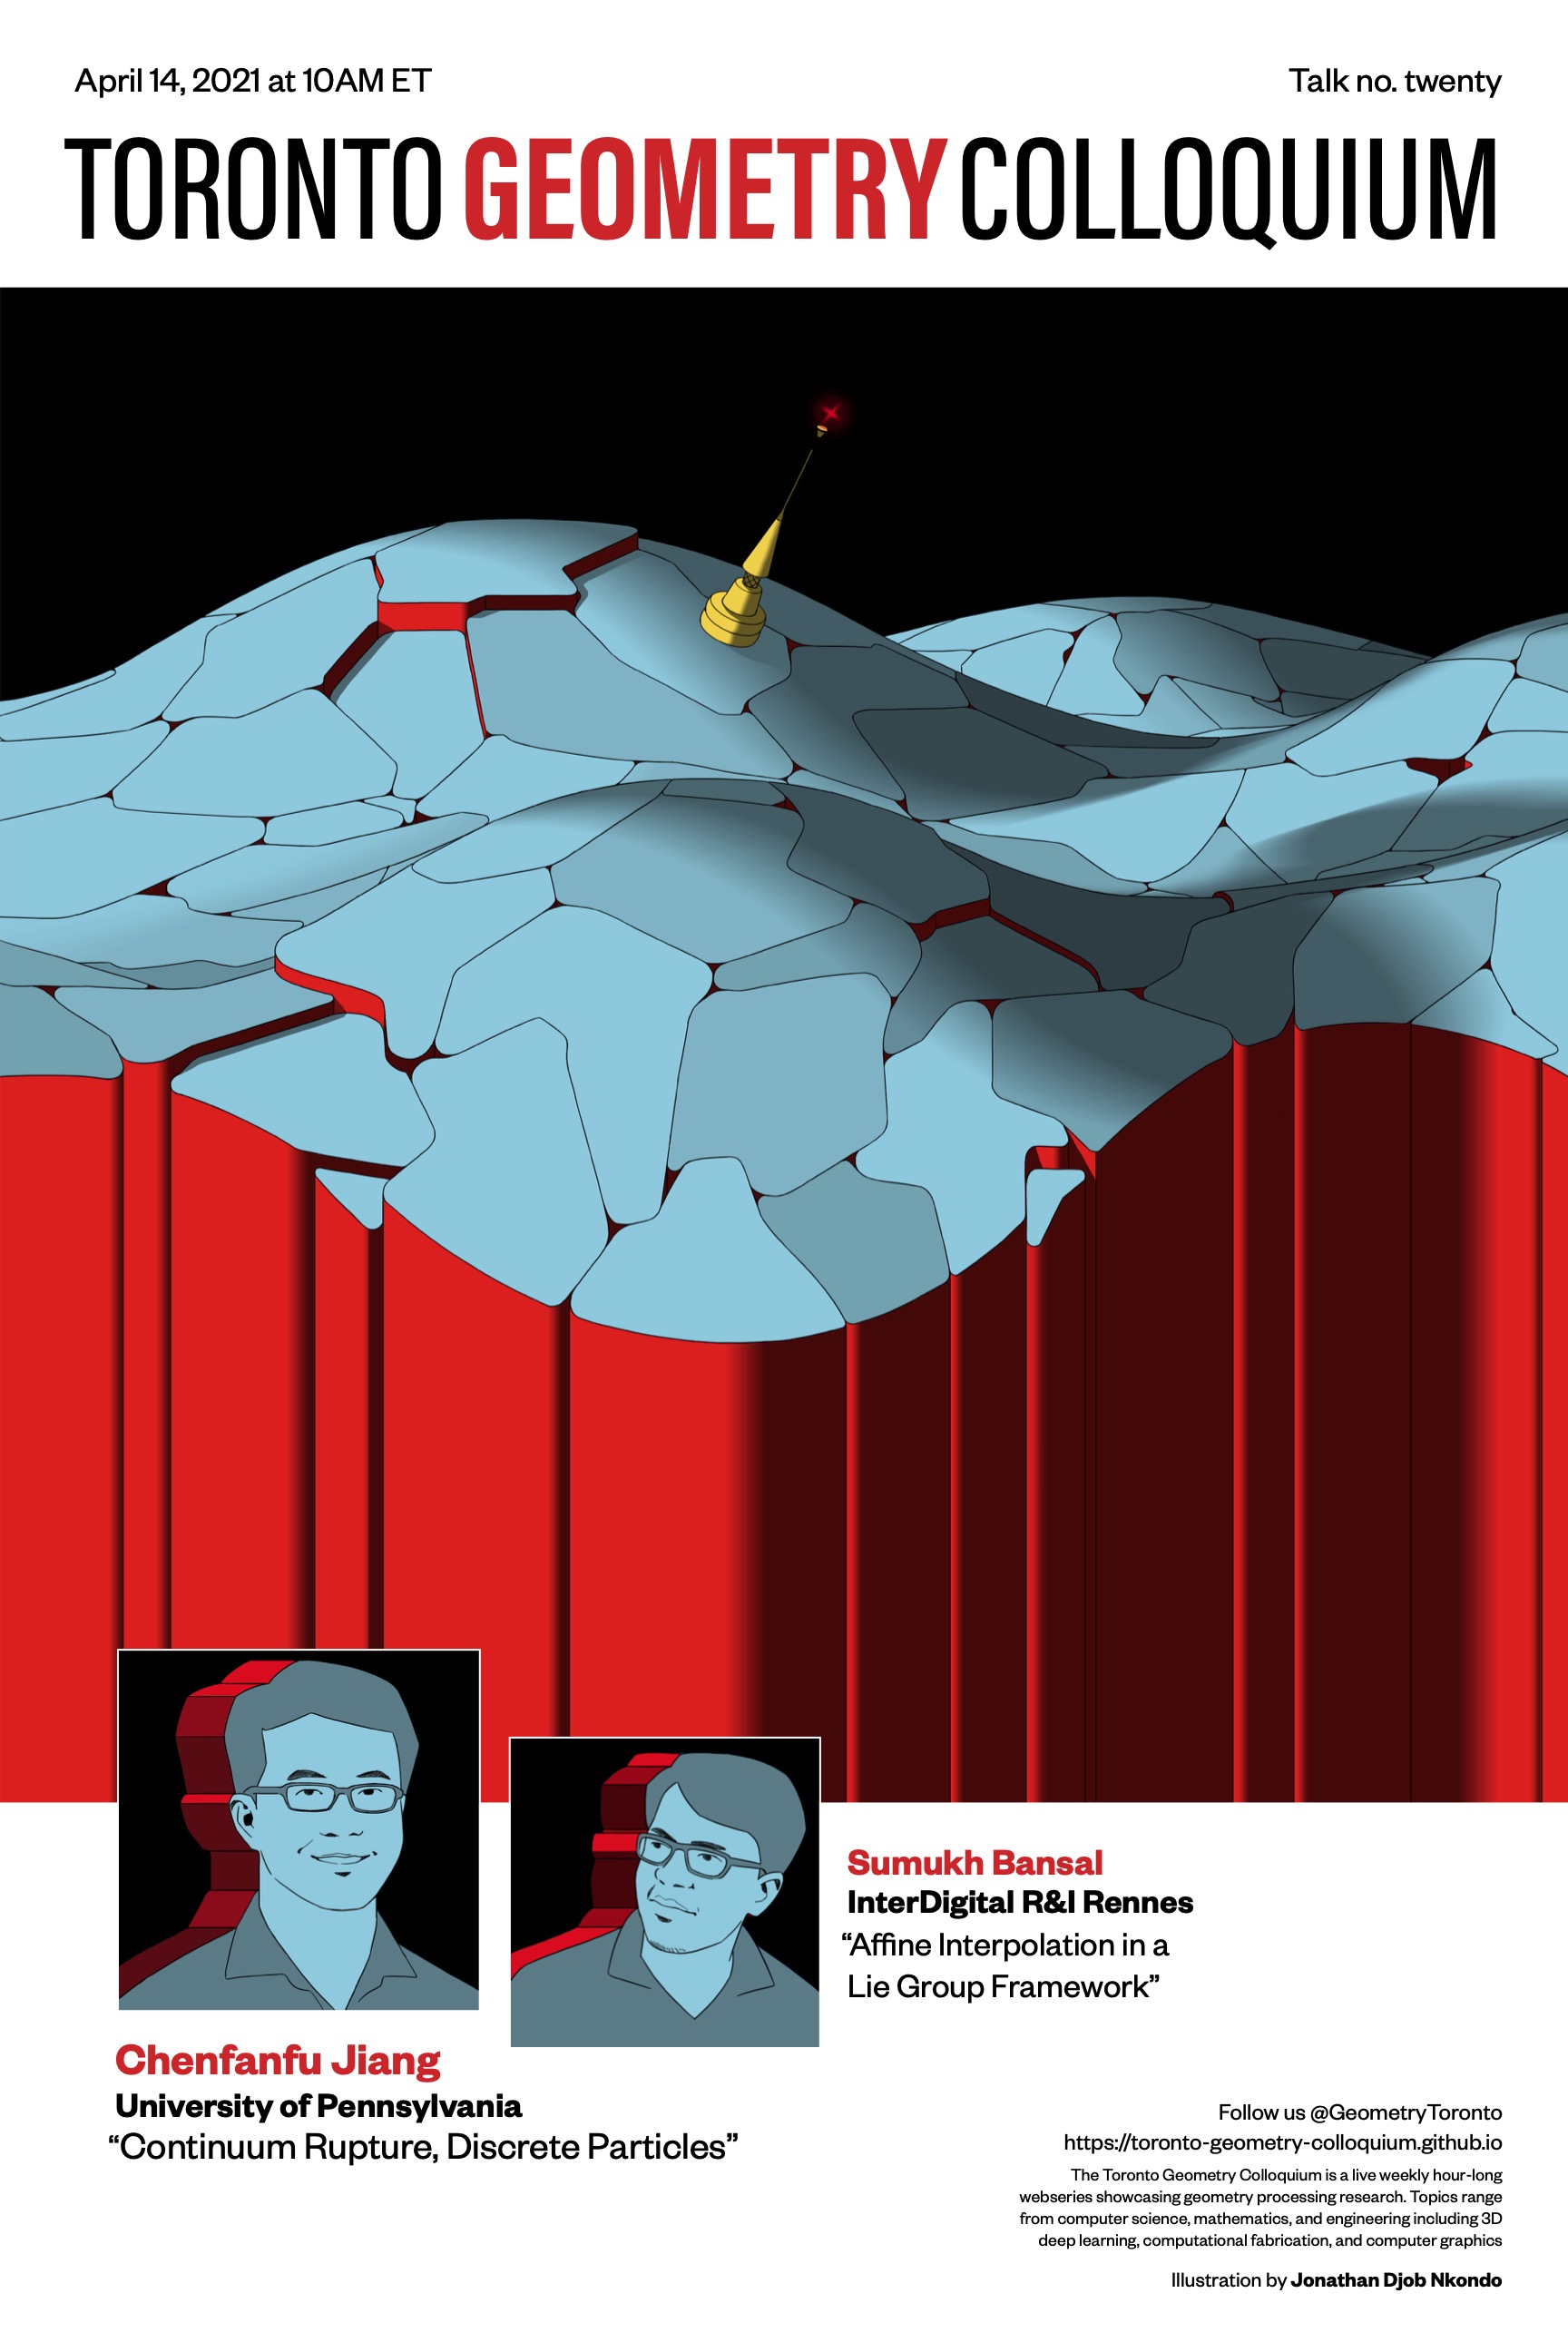 April 14, 2021 at 10AM ET
Talk no. twenty
TORONTO GEOMETRY COLLOQUIUM
Sumukh Bansal
InterDigital R&I Rennes
“Affine Interpolation in a
Lie Group Framework”
Chenfanfu Jiang
University of Pennsylvania
“Continuum Rupture, Discrete Particles”
Follow us @GeometryToronto
https://toronto-geometry-colloquium.github.io
The Toronto Geometry Colloquium is a live weekly hour-long
webseries showcasing geometry processing research. Topics range
from computer science, mathematics, and engineering including 3D
deep learning, computational fabrication, and computer graphics
Illustration by Jonathan Djob Nkondo